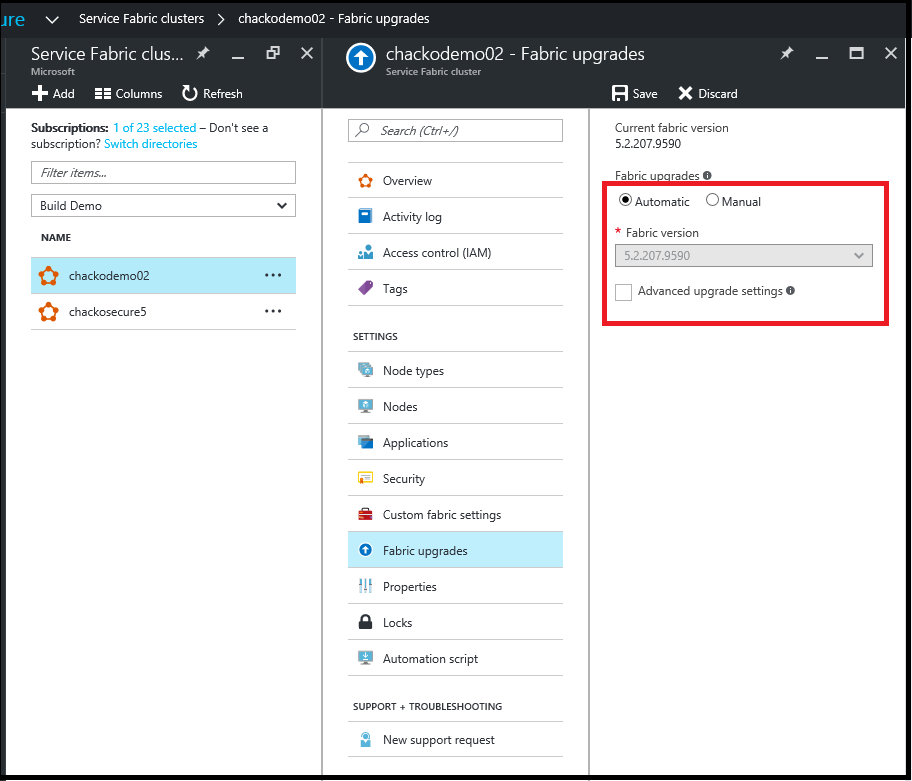 ure Service Fabric clusters > chackodemo02 - Fabric upgrades
Service Fabric clus...
Microsoft
Add Columns Refresh
Subscriptions: 1 of 23 selected – Don't see a
subscription? Switch directories
Filter items...
Build Demo
NAME
chackodemo02 ...
chackosecure5 ...
chackodemo02 - Fabric upgrades
Service Fabric cluster
Search (Ctrl+/)
Overview
Activity log
Access control (IAM)
Tags
SETTINGS
Node types
Nodes
Applications
Security
Custom fabric settings
Fabric upgrades
Properties
Locks
Automation script
SUPPORT + TROUBLESHOOTING
New support request
Save Discard
Current fabric version
5.2.207.9590
Fabric upgrades
Automatic Manual
* Fabric version
5.2.207.9590
Advanced upgrade settings